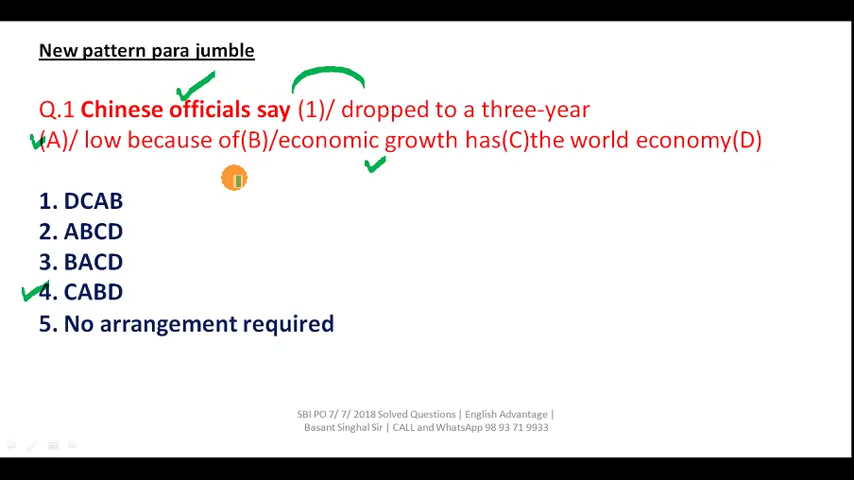 New pattern para jumble
Q.1 Chinese officials say (1)/ dropped to a three-year
(A)/ low because of(B)/economic growth has(C)the world economy(D)
1. DCAB
2. ABCD
3. BACD
4. CABD
5. No arrangement required
SBI PO 7/ 7/ 2018 Solved Questions | English Advantage |
Basant Singhal Sir | CALL and WhatsApp 98 93 71 9933